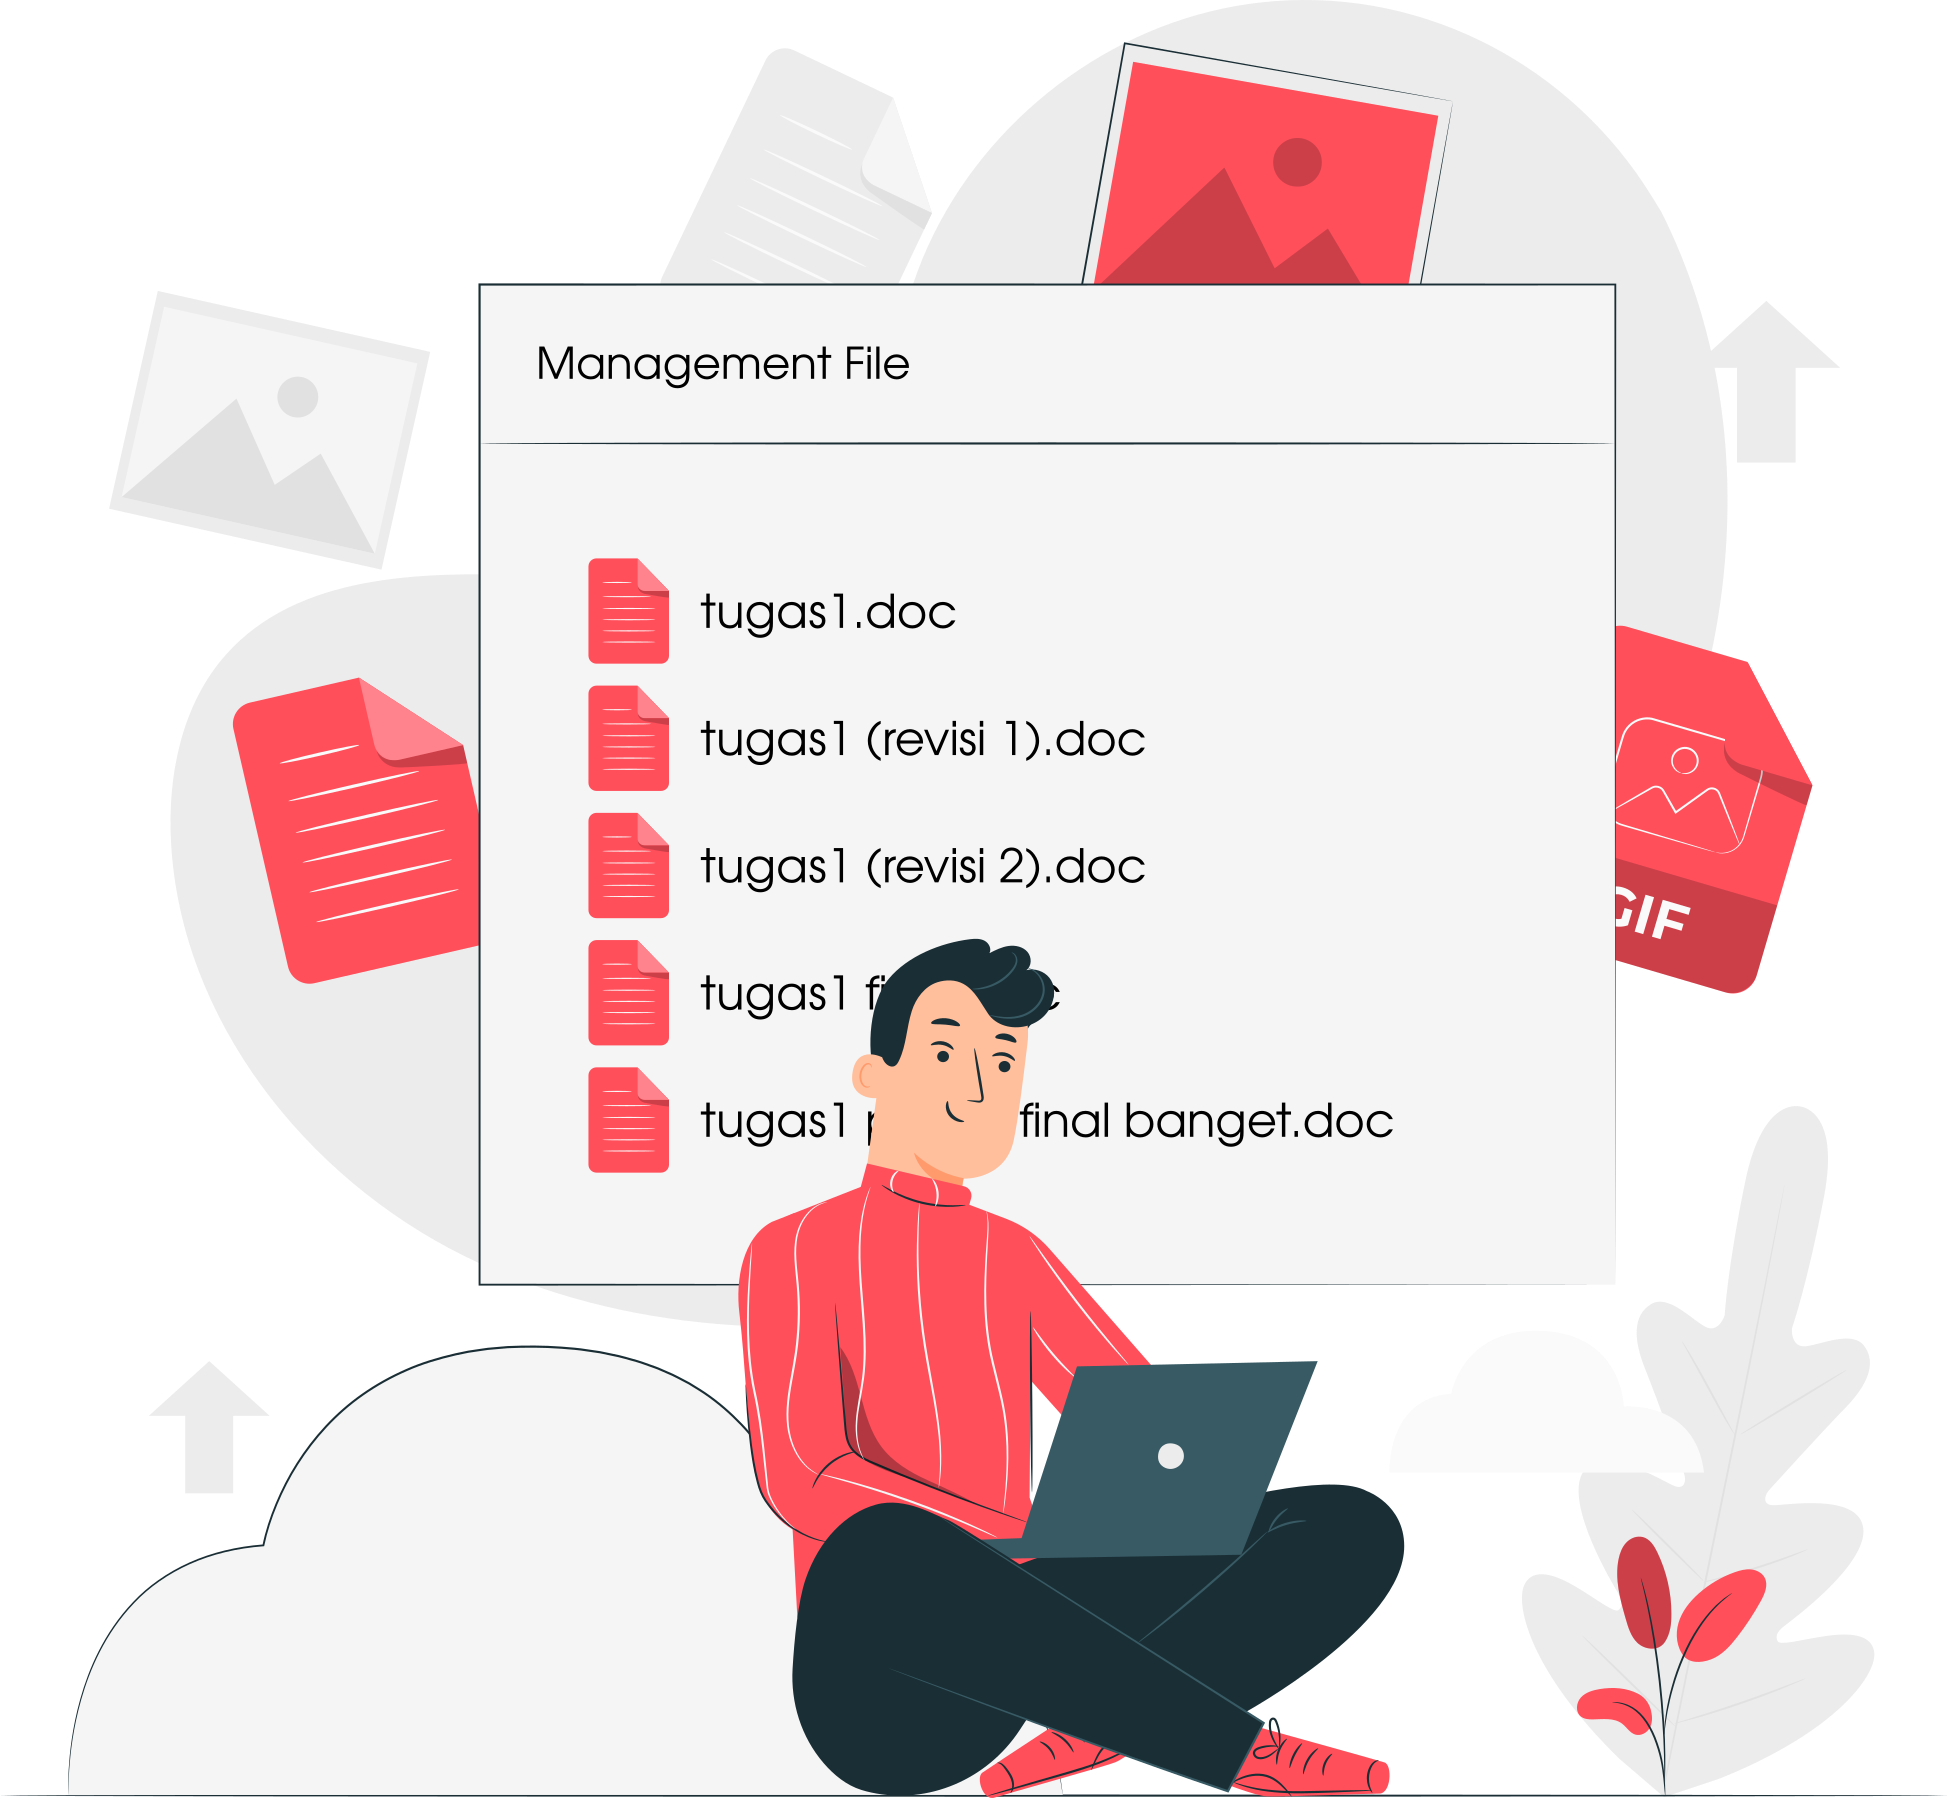 Management File
tugas1.doc
tugas1 (revisi 1).doc
tugas1 (revisi 2).doc
GIF
tugas1
tugas1 final banget.doc